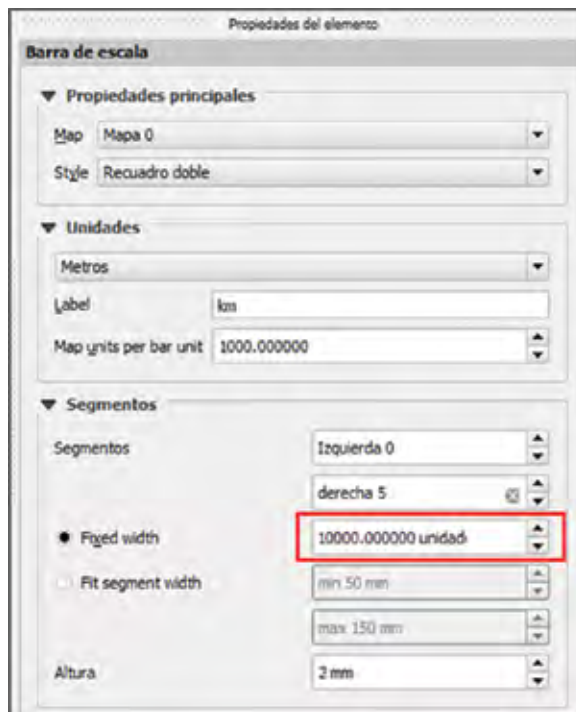 Propiedades del elemento
Barra de escala
Propiedades principales
Map Mapa 0
Style Recuadro doble
Unidades
Metros
Label km
Map units per bar unit 1000.000000
Segmentos
Segmentos Izquierda 0
derecha 5
Fixed width 10000.000000 unidad
Fit segment width min 50 mm
max 150 mm
Altura 2 mm